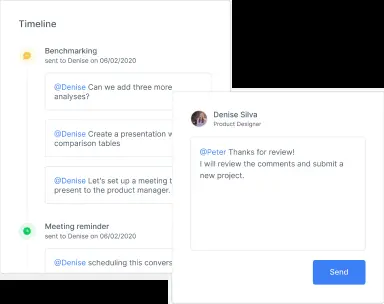 Timeline
Benchmarking
sent to Denise on 06/02/2020
@Denise Can we add three more
analyses?
@Denise Create a presentation
comparison tables
@Denise Let's set up a meeting
present to the product manager.
Meeting reminder
sent to Denise on 06/02/2020
@Denise scheduling this
Denise Silva
Product Designer
@Peter Thanks for review!
I will review the comments and submit a
new project.
Send